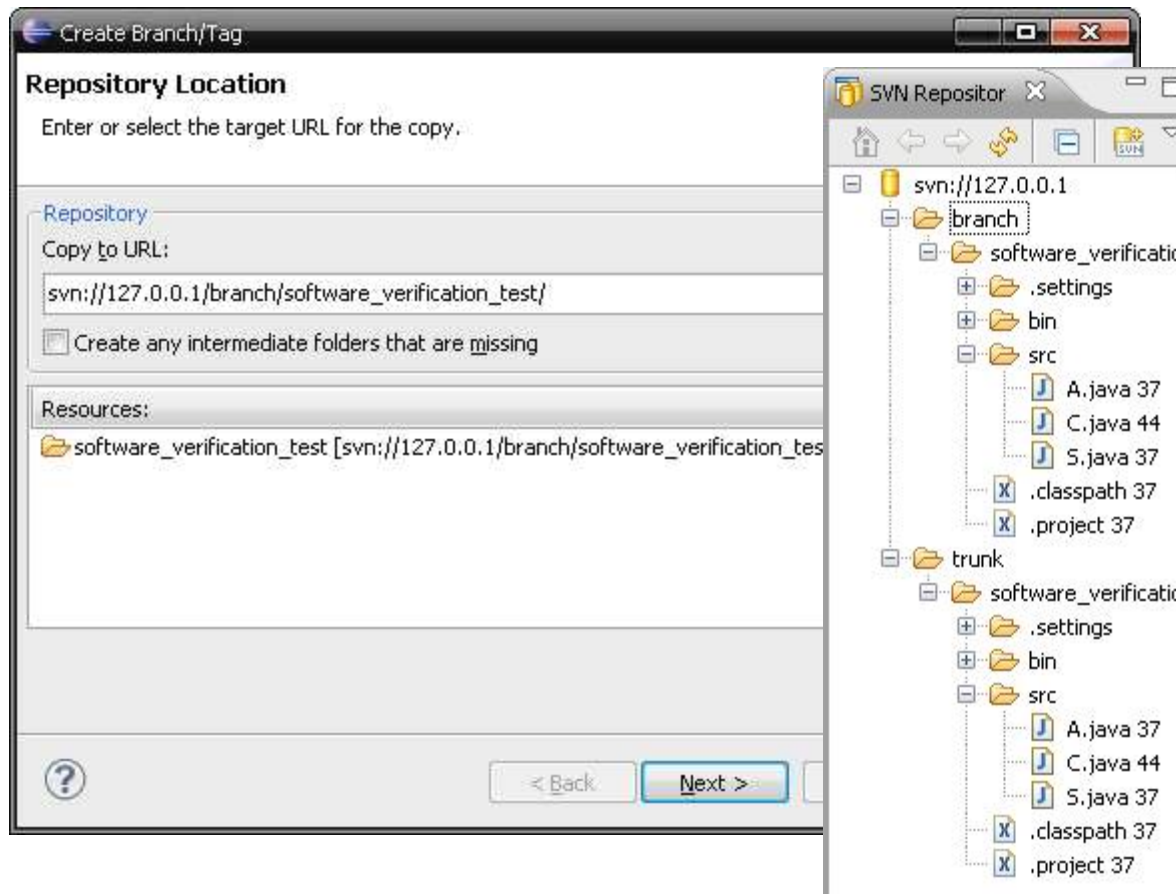 Create Branch/Tag
Repository Location
Enter or select the target URL for the copy.
Repository
Copy to URL:
svn://127.0.0.1/branch/software_verification_test/
Create any intermediate folders that are missing
Resources:
software_verification_test [svn://127.0.0.1/branch/software_verification_tes
?
< Back
Next >
SVN Repositor
SVN
svn://127.0.0.1
branch
software_verificatio
.settings
bin
src
A.java 37
C.java 44
S.java 37
.classpath 37
.project 37
trunk
software_verificatio
.settings
bin
src
A.java 37
C.java 44
S.java 37
.classpath 37
.project 37